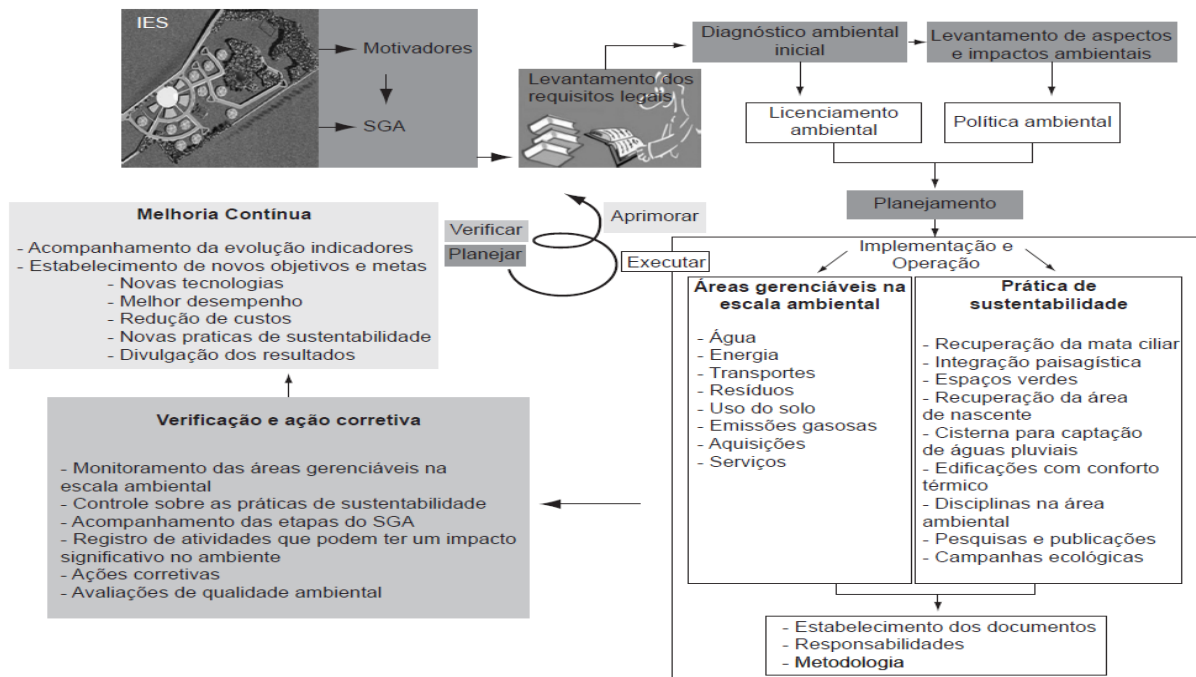 IES
Motivadores
SGA
Levantamento dos
requisitos legais
Diagnóstico ambiental
inicial
Levantamento de aspectos
e impactos ambientais
Licenciamento
ambiental
Política ambiental
Planejamento
Implementação e
Operação
Áreas gerenciáveis na
escala ambiental
- Água
- Energia
- Transportes
- Resíduos
- Uso do solo
- Emissões gasosas
- Aquisições
- Serviços
Prática de
sustentabilidade
- Recuperação da mata ciliar
- Integração paisagística
- Espaços verdes
- Recuperação da área
de nascente
- Cisterna para captação
de águas pluviais
- Edificações com conforto
térmico
- Disciplinas na área
ambiental
- Pesquisas e publicações
- Campanhas ecológicas
- Estabelecimento dos documentos
- Responsabilidades
- Metodologia
Verificar
Planejar
Aprimorar
Executar
Melhoria Contínua
- Acompanhamento da evolução indicadores
- Estabelecimento de novos objetivos e metas
- Novas tecnologias
- Melhor desempenho
- Redução de custos
- Novas praticas de sustentabilidade
- Divulgação dos resultados
Verificação e ação corretiva
- Monitoramento das áreas gerenciáveis na
escala ambiental
- Controle sobre as práticas de sustentabilidade
- Acompanhamento das etapas do SGA
- Registro de atividades que podem ter um impacto
significativo no ambiente
- Ações corretivas
- Avaliações de qualidade ambiental